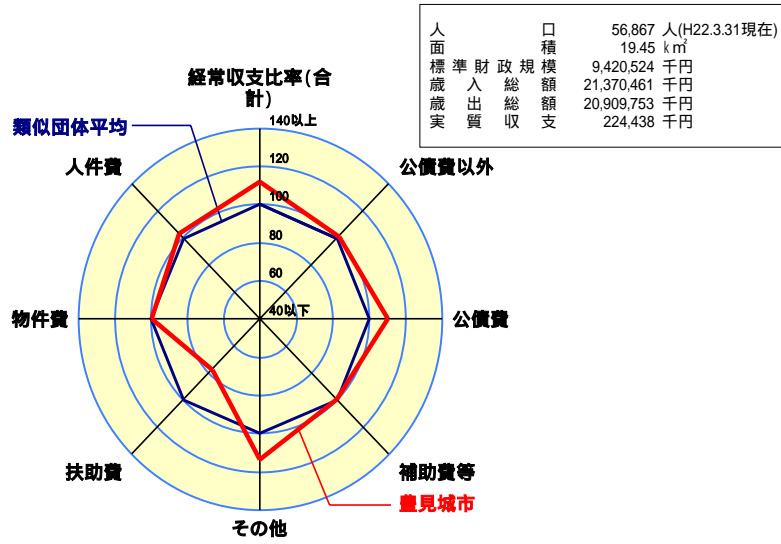 人口 56,867 人(H22.3.31現在)
面積 19.45 k㎡
標準財政規模 9,420,524 千円
歳入総額 21,370,461 千円
歳出総額 20,909,753 千円
実質収支 224,438 千円
経常収支比率(合
計)
類似団体平均
140以上
人件費
公債費以外
120
100
80
60
40以下
物件費
公債費
扶助費
補助費等
豊見城市
その他